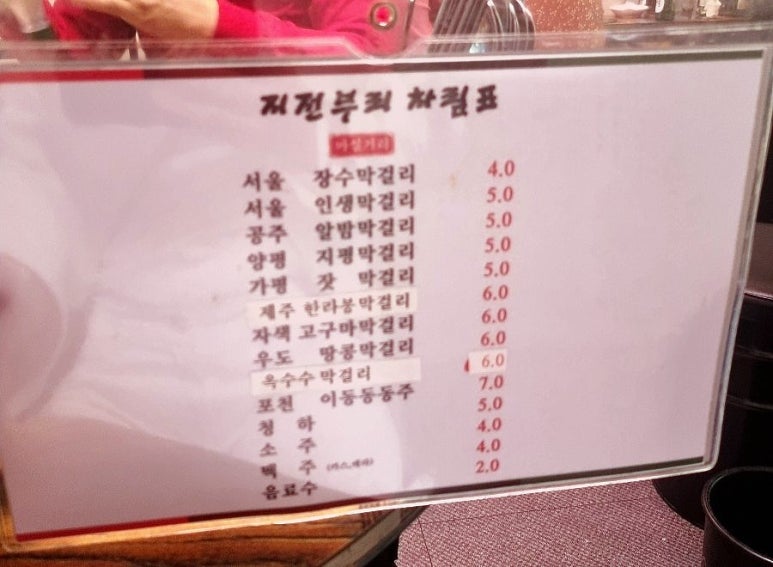 지전부리 차림표
마실거리
서울 장수막걸리 4.0
서울 인생막걸리 5.0
공주 알밤막걸리 5.0
양평 지평막걸리 5.0
가평 잣 막걸리 5.0
제주 한라봉막걸리 6.0
자색 고구마막걸리 6.0
우도 땅콩막걸리 6.0
옥수수 막걸리 6.0
포천 이동동동주 7.0
청 하 5.0
소 주 4.0
맥 주 (카스,테라) 4.0
음료수 2.0